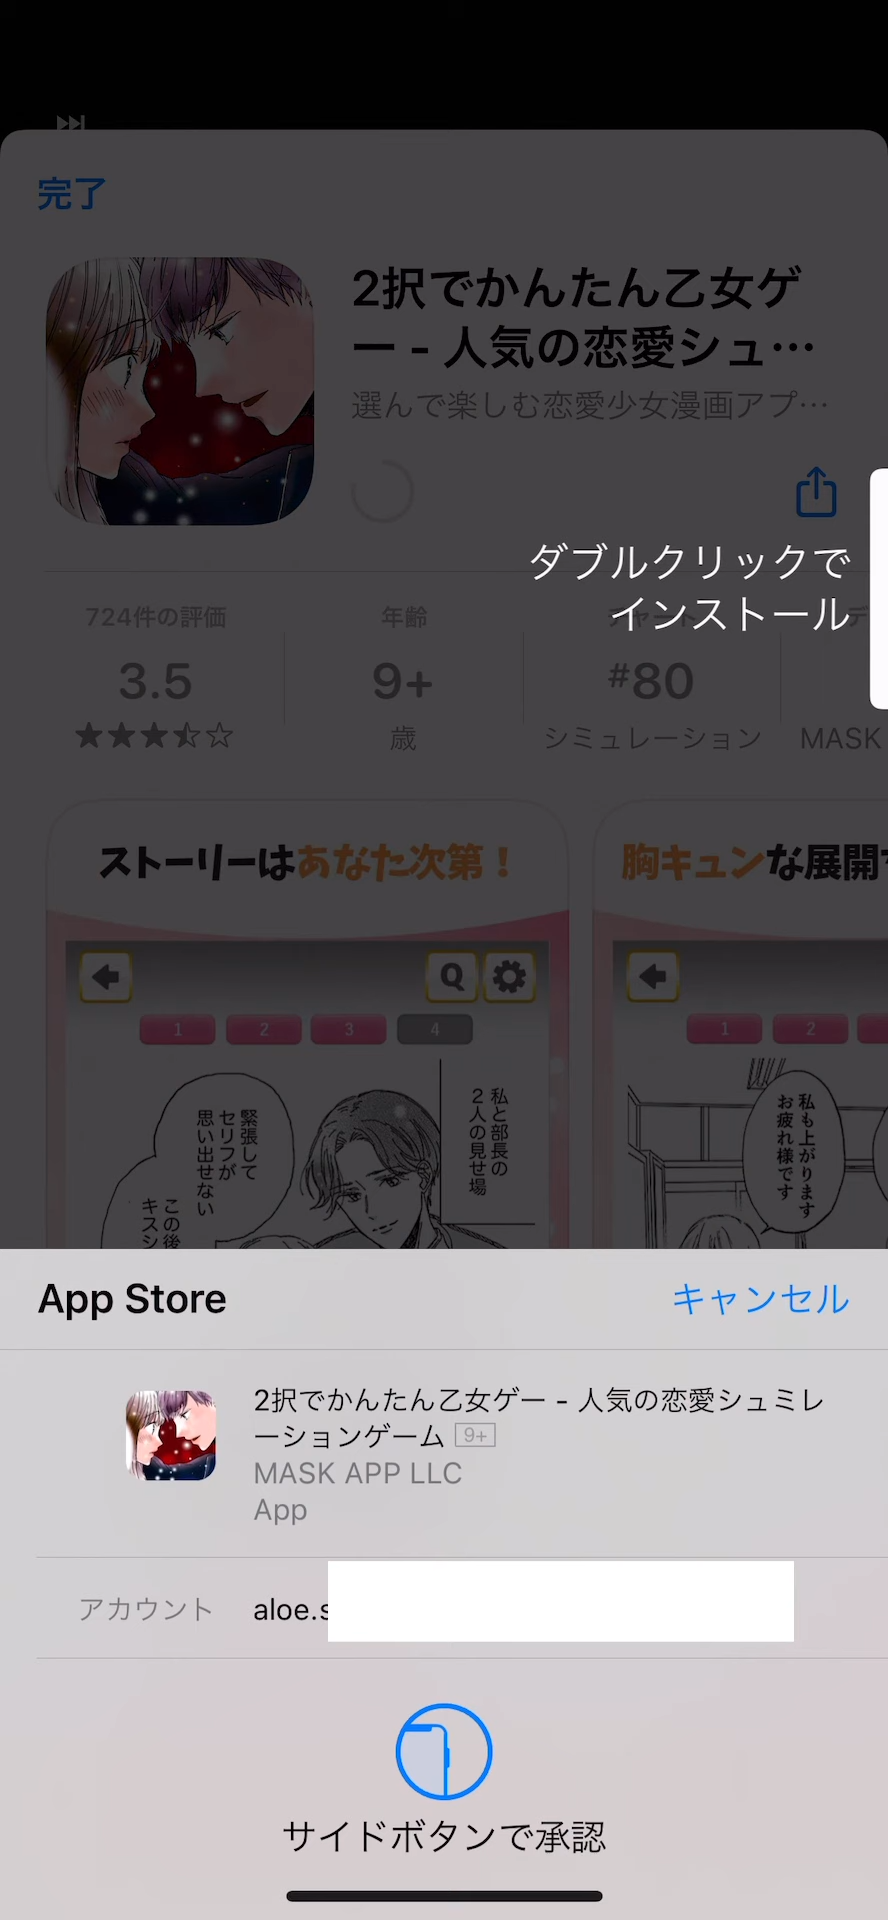 完了
2択でかんたん乙女ゲ
ー - 人気の恋愛シュ…
選んで楽しむ恋愛少女漫画アプ…
ダブルクリックで
インストール
724件の評価
3.5
年齢
9+
歳
チャート
#80
シミュレーション
デ
MASK
ストーリーはあなた次第！
Q
1 2 3 4
私と部長の
2人の見せ場
緊張して
セリフが
思い出せない
この後
キスシ
胸キュンな展開
1 2
私も上がります
お疲れ様です
App Store
キャンセル
2択でかんたん乙女ゲー - 人気の恋愛シュミレ
ーションゲーム 9+
MASK APP LLC
App
アカウント aloe.s
サイドボタンで承認